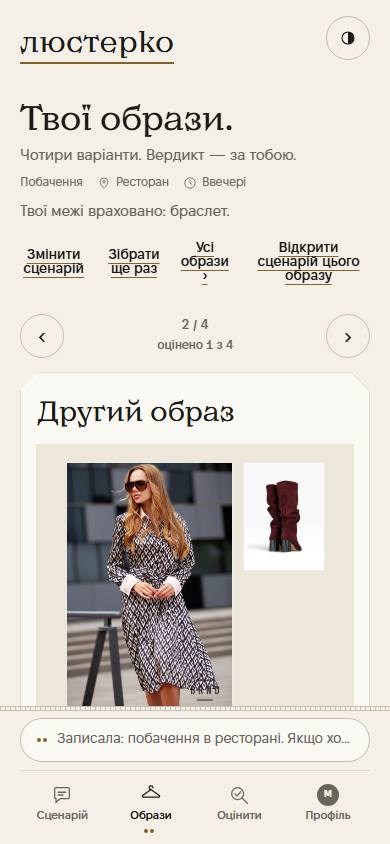 люстерко
Твої образи.
Чотири варіанти. Вердикт — за тобою.
Побачення Ресторан Ввечері
Твої межі враховано: браслет.
Змінити сценарій
Зібрати ще раз
Усі образи ›
Відкрити сценарій цього образу
‹ 2 / 4 ›
оцінено 1 з 4
Другий образ
Записала: побачення в ресторані. Якщо хо...
Сценарій Образи Оцінити М Профіль